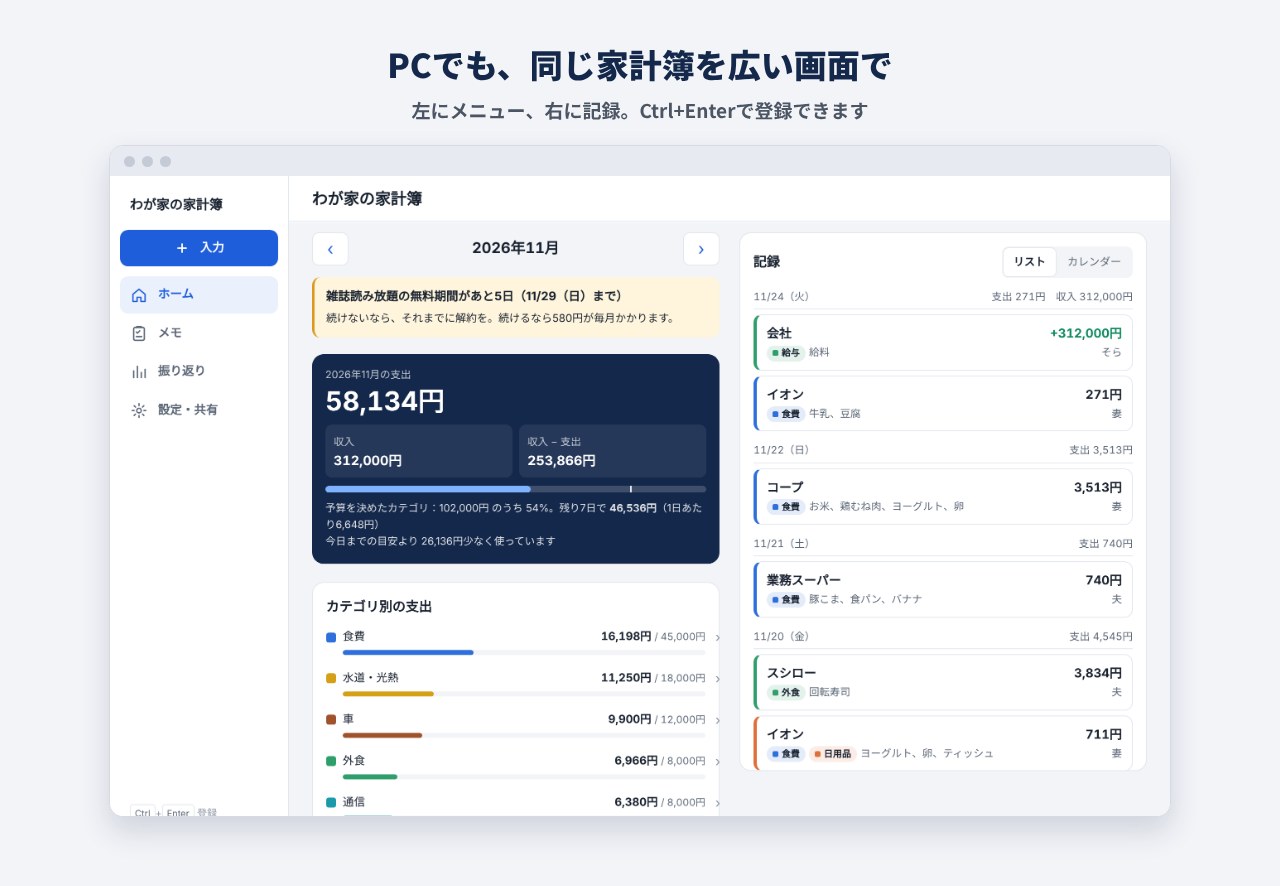 PCでも、同じ家計簿を広い画面で
左にメニュー、右に記録。Ctrl+Enterで登録できます
わが家の家計簿
+ 入力
ホーム
メモ
振り返り
設定・共有
Ctrl + Enter 登録
わが家の家計簿
‹ 2026年11月 ›
雑誌読み放題の無料期間があと5日（11/29（日）まで）
続けないなら、それまでに解約を。続けるなら580円が毎月かかります。
2026年11月の支出
58,134円
収入
312,000円
収入 − 支出
253,866円
予算を決めたカテゴリ：102,000円 のうち 54%。残り7日で 46,536円（1日あた
り6,648円）
今日までの目安より 26,136円少なく使っています
カテゴリ別の支出
食費 16,198円 / 45,000円 ›
水道・光熱 11,250円 / 18,000円 ›
車 9,900円 / 12,000円 ›
外食 6,966円 / 8,000円 ›
通信 6,380円 / 8,000円 ›
記録 リスト カレンダー
11/24（火） 支出 271円 収入 312,000円
会社 +312,000円
給与 給料 そら
イオン 271円
食費 牛乳、豆腐 妻
11/22（日） 支出 3,513円
コープ 3,513円
食費 お米、鶏むね肉、ヨーグルト、卵 妻
11/21（土） 支出 740円
業務スーパー 740円
食費 豚こま、食パン、バナナ 夫
11/20（金） 支出 4,545円
スシロー 3,834円
外食 回転寿司 夫
イオン 711円
食費 日用品 ヨーグルト、卵、ティッシュ 妻